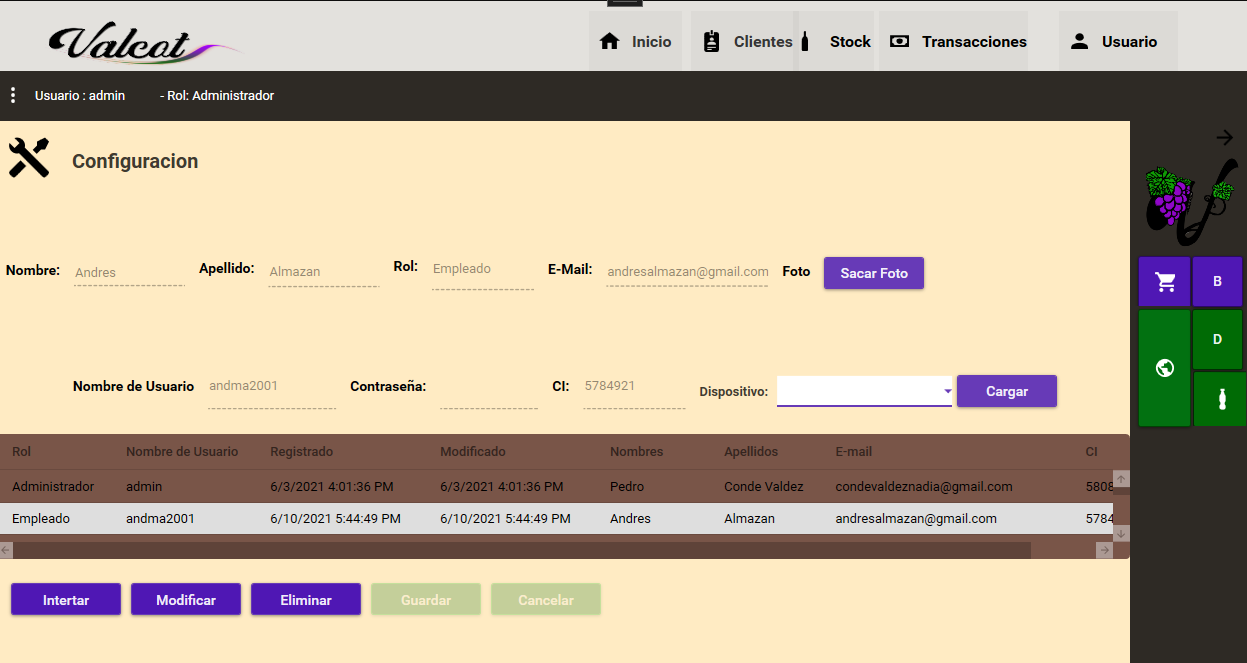 Valcot
Inicio
Clientes
Stock
Transacciones
Usuario
Usuario : admin - Rol: Administrador
Configuracion
Nombre: Andres Apellido: Almazan Rol: Empleado E-Mail: andresalmazan@gmail.com Foto Sacar Foto
Nombre de Usuario andma2001 Contraseña: CI: 5784921 Dispositivo: Cargar
B
D
Rol Nombre de Usuario Registrado Modificado Nombres Apellidos E-mail CI
Administrador admin 6/3/2021 4:01:36 PM 6/3/2021 4:01:36 PM Pedro Conde Valdez condevaldeznadia@gmail.com 5808
Empleado andma2001 6/10/2021 5:44:49 PM 6/10/2021 5:44:49 PM Andres Almazan andresalmazan@gmail.com 5784
Intertar Modificar Eliminar Guardar Cancelar